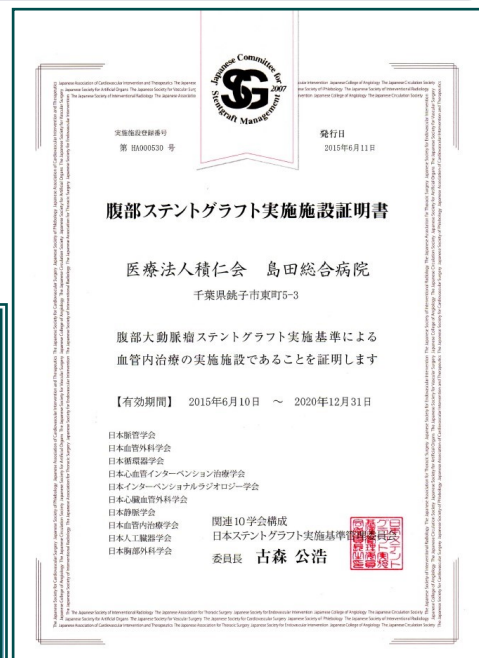 Japanese Committee for
SG
2007
Stentgraft Management
実施施設登録番号
第 HA000530 号
発行日
2015年6月11日
腹部ステントグラフト実施施設証明書
医療法人積仁会 島田総合病院
千葉県銚子市東町5-3
腹部大動脈瘤ステントグラフト実施基準による
血管内治療の実施施設であることを証明します
【有効期間】 2015年6月10日 ～ 2020年12月31日
日本脈管学会
日本血管外科学会
日本循環器学会
日本心血管インターベンション治療学会
日本インターベンショナルラジオロジー学会
日本心臓血管外科学会
日本静脈学会
日本血管内治療学会
日本人工臓器学会
日本胸部外科学会
関連10学会構成
日本ステントグラフト実施基準管理委員会
委員長 古森 公浩